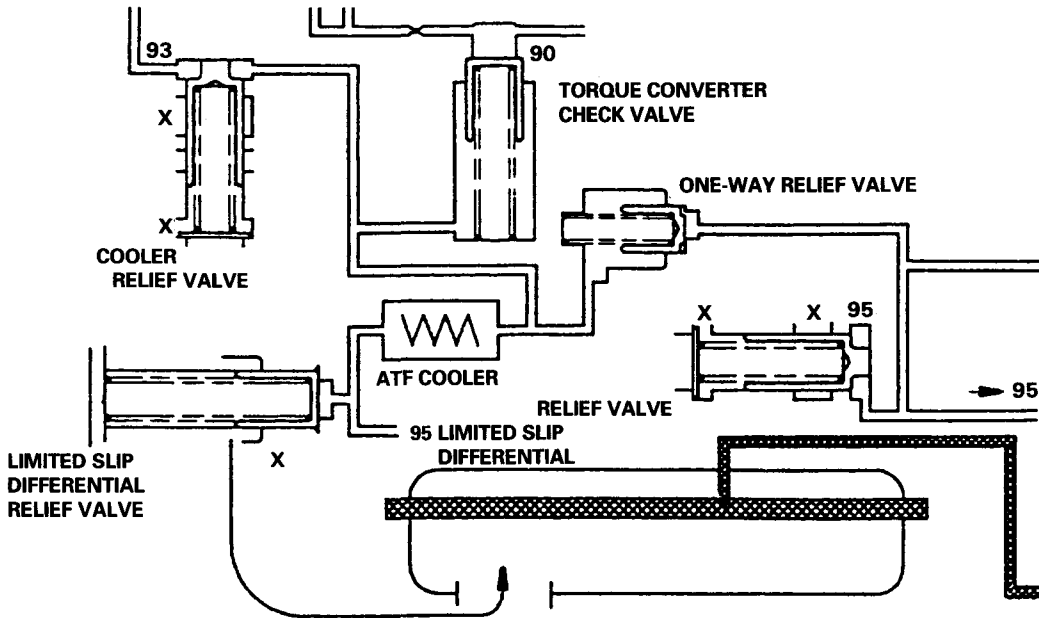 93
90
TORQUE CONVERTER
CHECK VALVE
X
ONE-WAY RELIEF VALVE
X
COOLER
RELIEF VALVE
X X 95
ATF COOLER
95
RELIEF VALVE
95 LIMITED SLIP
DIFFERENTIAL
X
LIMITED SLIP
DIFFERENTIAL
RELIEF VALVE